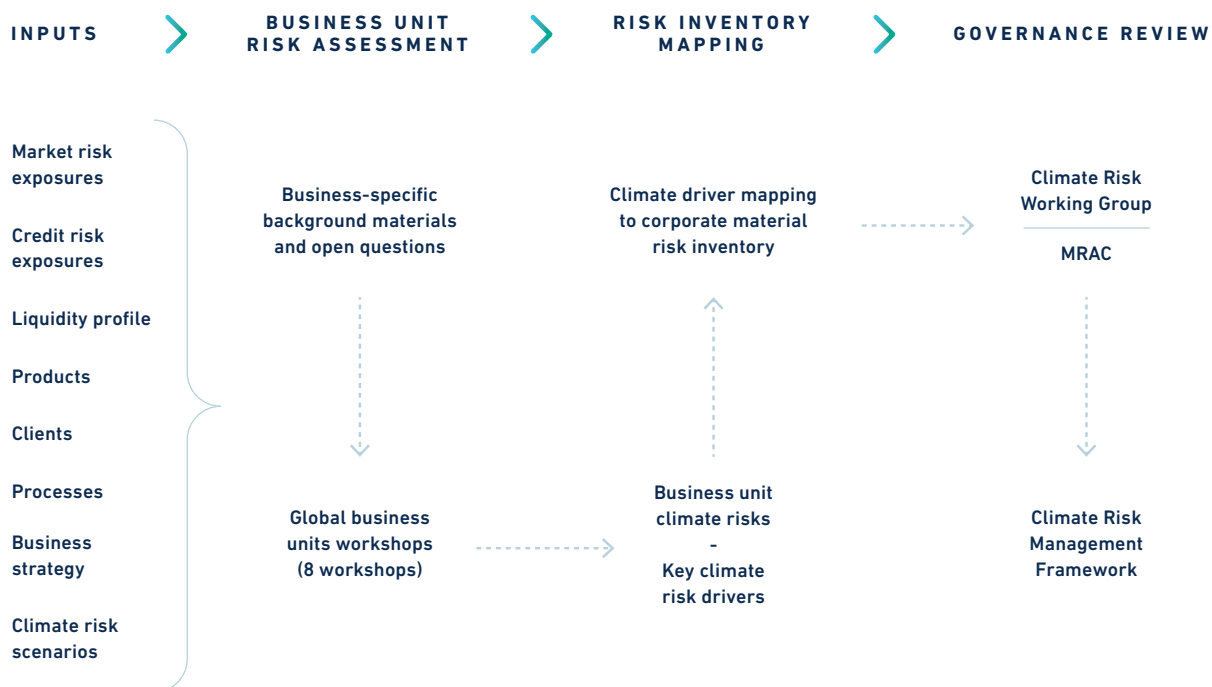 INPUTS
BUSINESS UNIT
RISK ASSESSMENT
RISK INVENTORY
MAPPING
GOVERNANCE REVIEW
Market risk
exposures
Credit risk
exposures
Liquidity profile
Products
Clients
Processes
Business
strategy
Climate risk
scenarios
Business-specific
background materials
and open questions
Global business
units workshops
(8 workshops)
Climate driver mapping
to corporate material
risk inventory
Business unit
climate risks
-
Key climate
risk drivers
Climate Risk
Working Group
MRAC
Climate Risk
Management
Framework